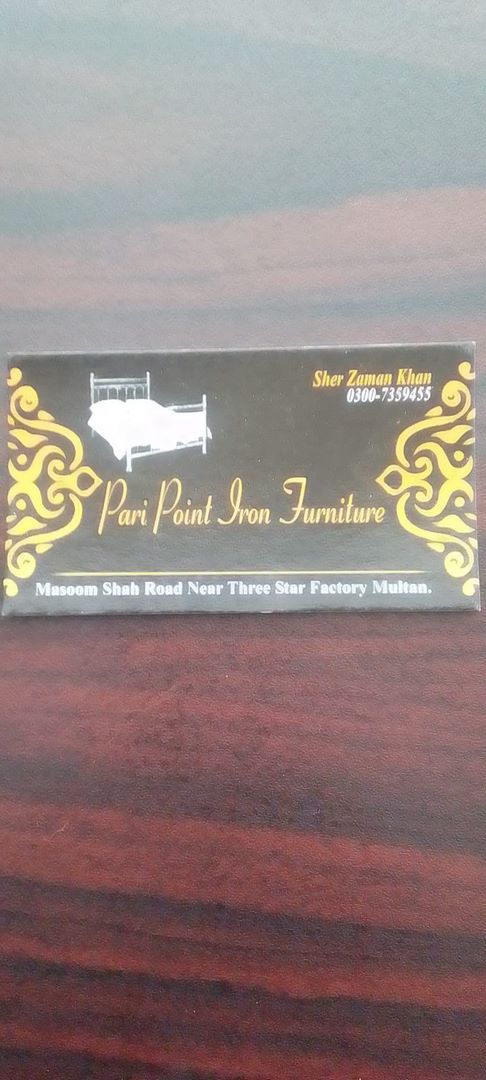 Sher Zaman Khan
0300-7359455
Pari Point Iron Furniture
Masoom Shah Road Near Three Star Factory Multan.